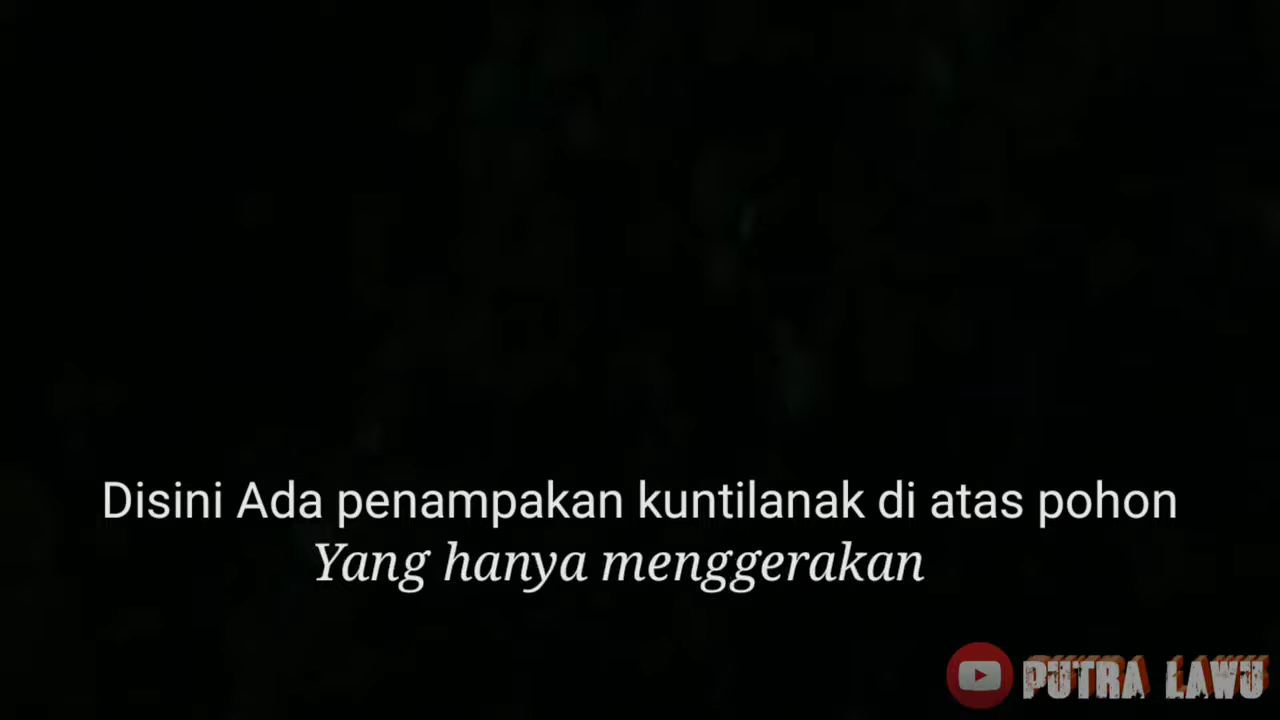 Disini Ada penampakan kuntilanak di atas pohon
Yang hanya menggerakan
PUTRA LAWU